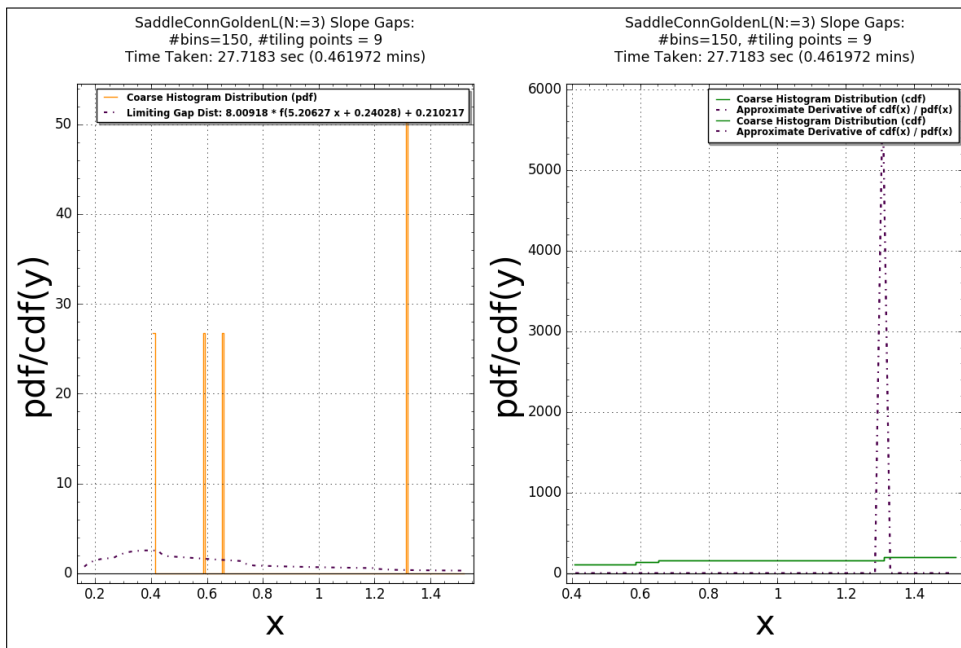 SaddleConnGoldenL(N:=3) Slope Gaps:
#bins=150, #tiling points = 9
Time Taken: 27.7183 sec (0.461972 mins)
Coarse Histogram Distribution (pdf)
Limiting Gap Dist: 8.00918 * f(5.20627 x + 0.24028) + 0.210217
50
40
30
20
10
0
0.2 0.4 0.6 0.8 1 1.2 1.4
pdf/cdf(y)
x
SaddleConnGoldenL(N:=3) Slope Gaps:
#bins=150, #tiling points = 9
Time Taken: 27.7183 sec (0.461972 mins)
Coarse Histogram Distribution (cdf)
Approximate Derivative of cdf(x) / pdf(x)
Coarse Histogram Distribution (cdf)
Approximate Derivative of cdf(x) / pdf(x)
6000
5000
4000
3000
2000
1000
0
0.4 0.6 0.8 1 1.2 1.4
pdf/cdf(y)
x